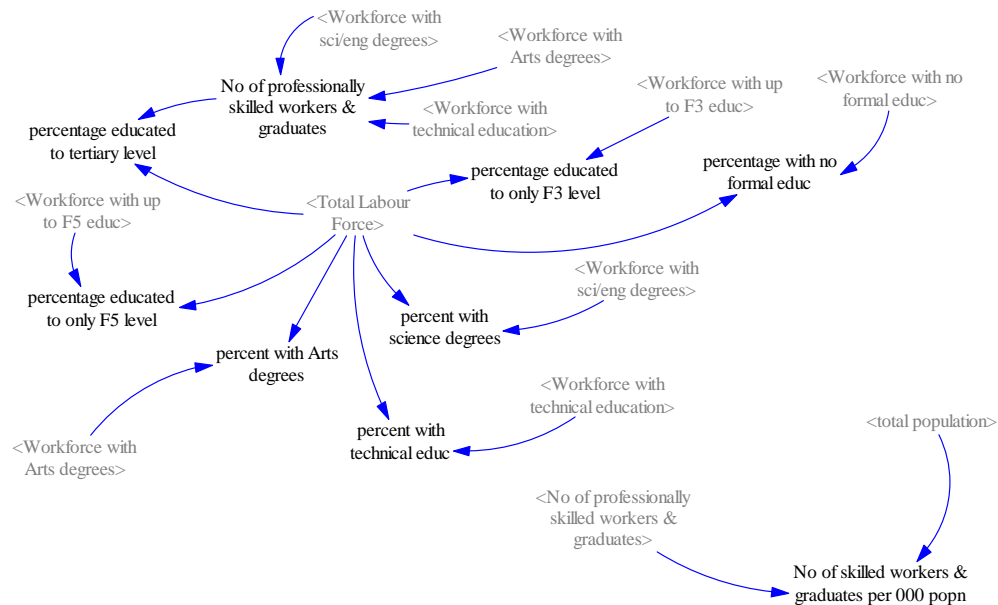 <Workforce with
sci/eng degrees>
<Workforce with
Arts degrees>
No of professionally
skilled workers &
graduates
<Workforce with up
to F3 educ>
<Workforce with no
formal educ>
<Workforce with
technical education>
percentage educated
to tertiary level
percentage educated
to only F3 level
percentage with no
formal educ
<Workforce with up
to F5 educ>
<Total Labour
Force>
<Workforce with
sci/eng degrees>
percentage educated
to only F5 level
percent with
science degrees
percent with Arts
degrees
<Workforce with
technical education>
percent with
technical educ
<total population>
<Workforce with
Arts degrees>
<No of professionally
skilled workers &
graduates>
No of skilled workers &
graduates per 000 popn